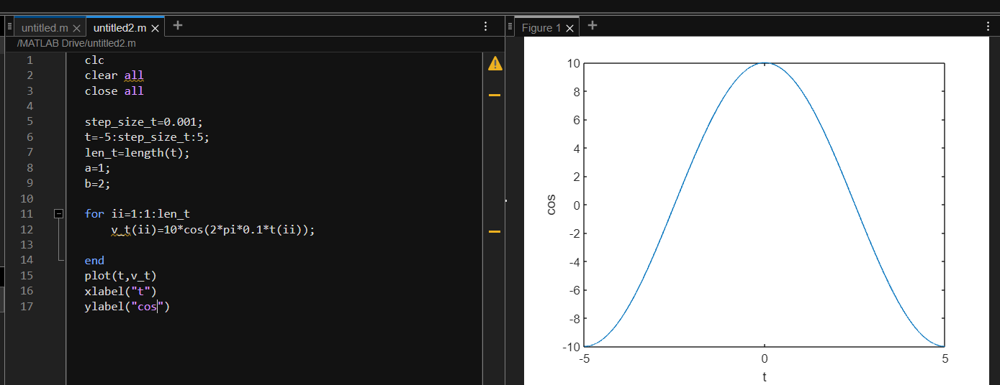 untitled.m × untitled2.m × +
/MATLAB Drive/untitled2.m
1 clc
2 clear all
3 close all
4
5 step_size_t=0.001;
6 t=-5:step_size_t:5;
7 len_t=length(t);
8 a=1;
9 b=2;
10
11 for ii=1:1:len_t
12 v_t(ii)=10*cos(2*pi*0.1*t(ii));
13
14 end
15 plot(t,v_t)
16 xlabel("t")
17 ylabel("cos")
Figure 1 × +
10
8
6
4
2
0
-2
-4
-6
-8
-10
cos
-5 0 5
t